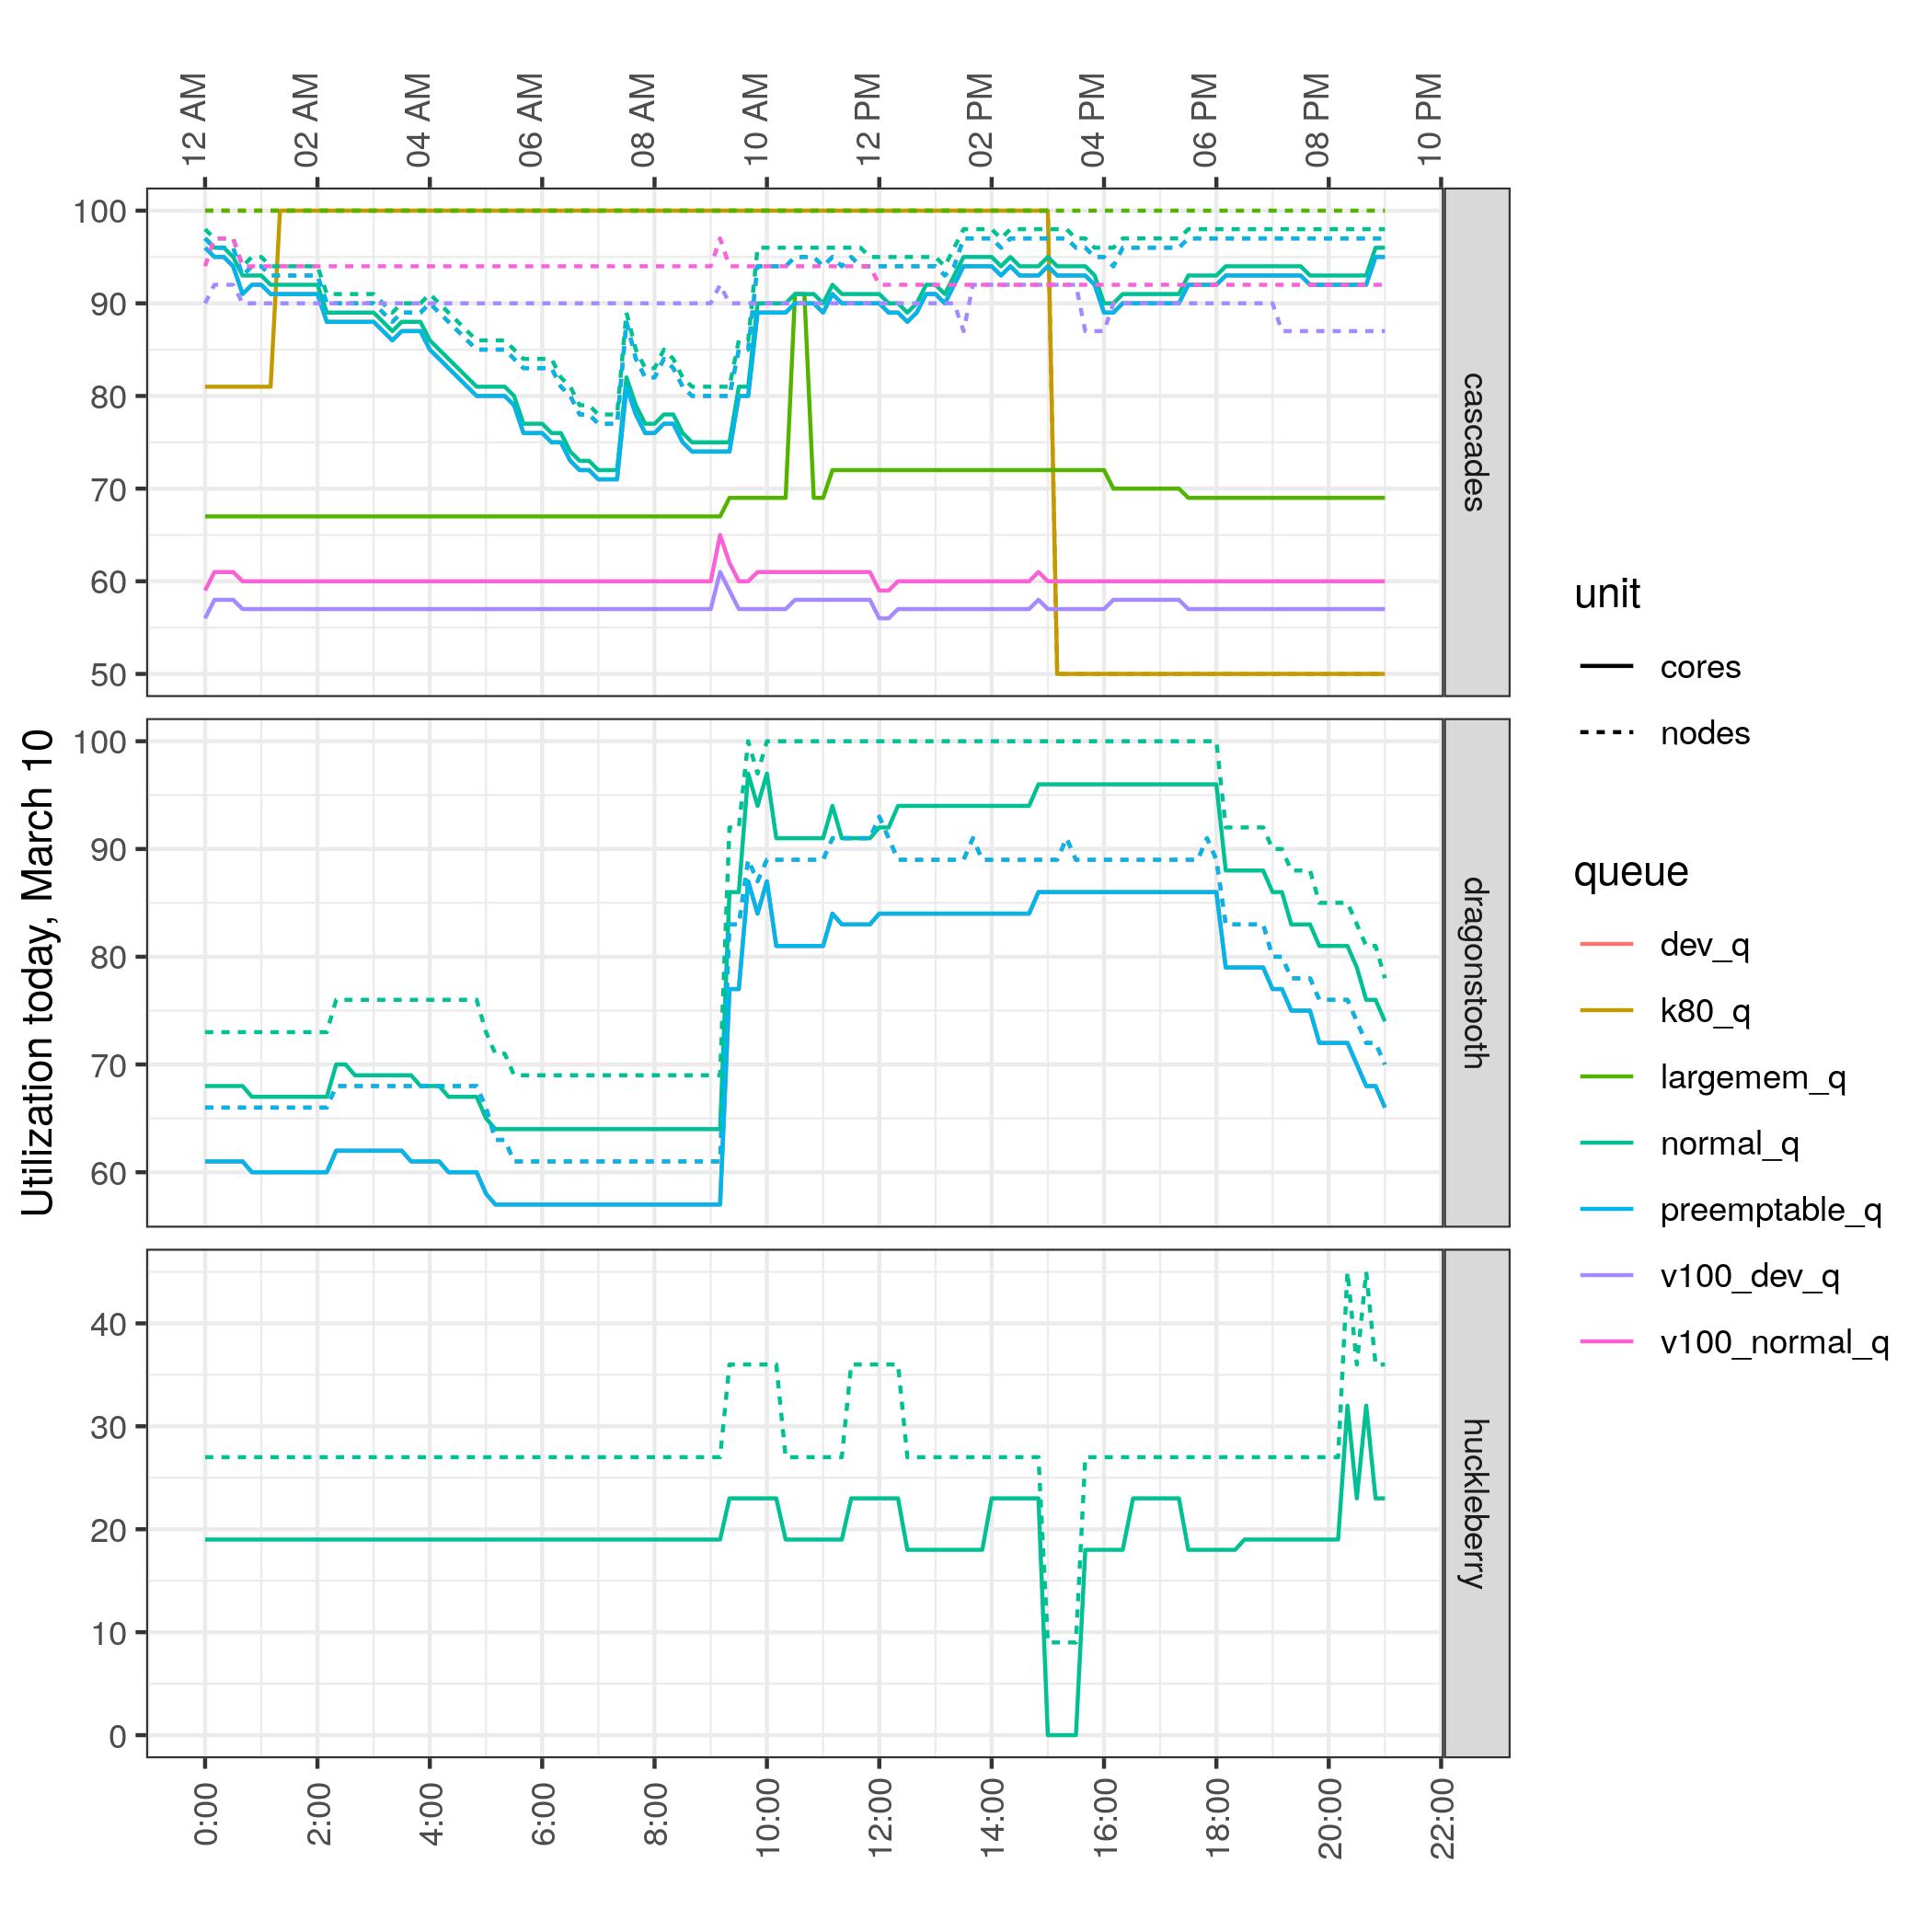 12 AM
02 AM
04 AM
06 AM
08 AM
10 AM
12 PM
02 PM
04 PM
06 PM
08 PM
10 PM
Utilization today, March 10
100
90
80
70
60
50
cascades
100
90
80
70
60
dragonstooth
40
30
20
10
0
huckleberry
0:00
2:00
4:00
6:00
8:00
10:00
12:00
14:00
16:00
18:00
20:00
22:00
unit
cores
nodes
queue
dev_q
k80_q
largemem_q
normal_q
preemptable_q
v100_dev_q
v100_normal_q